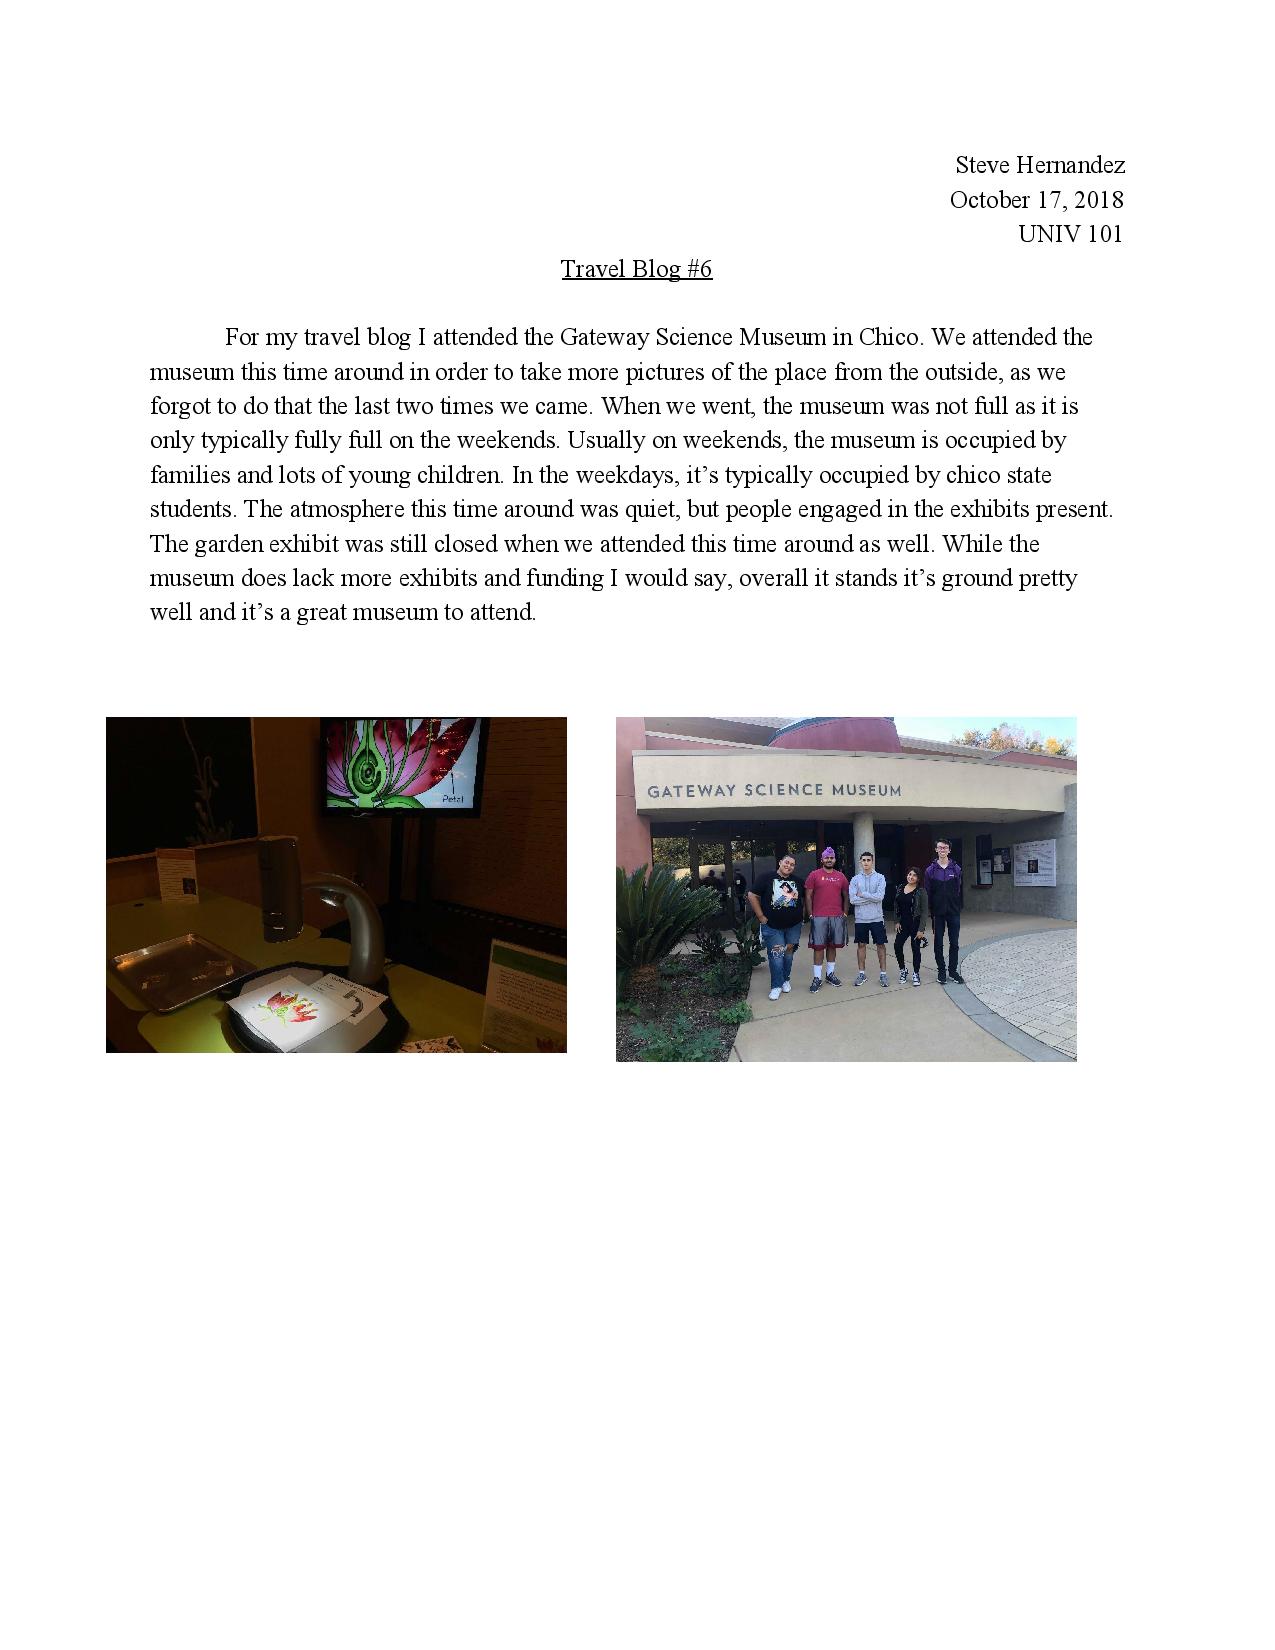 Steve Hernandez
October 17, 2018
UNIV 101
Travel Blog #6
For my travel blog I attended the Gateway Science Museum in Chico. We attended the
museum this time around in order to take more pictures of the place from the outside, as we
forgot to do that the last two times we came. When we went, the museum was not full as it is
only typically fully full on the weekends. Usually on weekends, the museum is occupied by
families and lots of young children. In the weekdays, it’s typically occupied by chico state
students. The atmosphere this time around was quiet, but people engaged in the exhibits present.
The garden exhibit was still closed when we attended this time around as well. While the
museum does lack more exhibits and funding I would say, overall it stands it’s ground pretty
well and it’s a great museum to attend.
Petal
GATEWAY SCIENCE MUSEUM